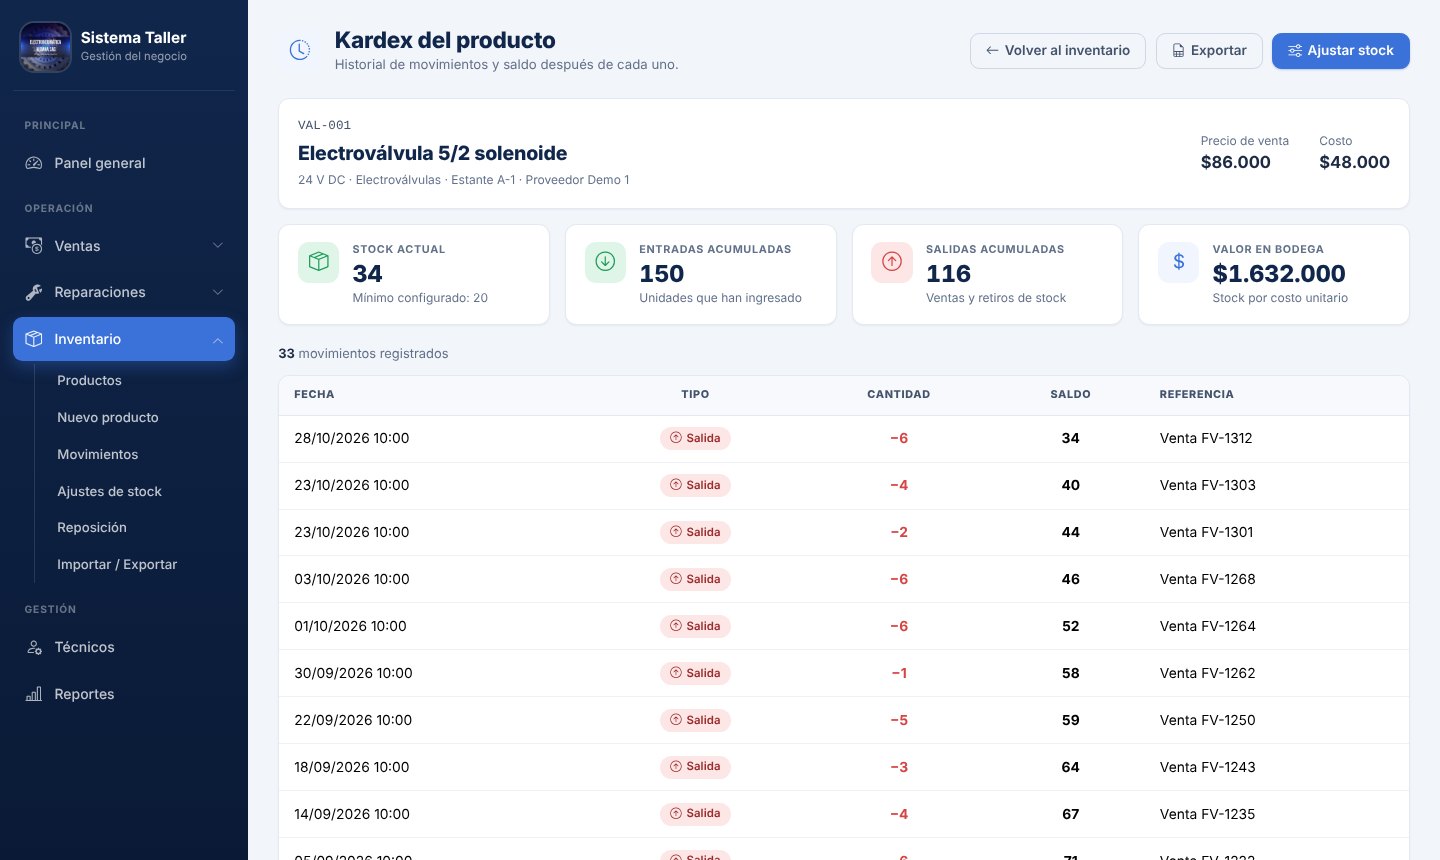 Sistema Taller
Gestión del negocio
PRINCIPAL
Panel general
OPERACIÓN
Ventas
Reparaciones
Inventario
Productos
Nuevo producto
Movimientos
Ajustes de stock
Reposición
Importar / Exportar
GESTIÓN
Técnicos
Reportes
Kardex del producto
Historial de movimientos y saldo después de cada uno.
← Volver al inventario
Exportar
Ajustar stock
VAL-001
Electroválvula 5/2 solenoide
24 V DC · Electroválvulas · Estante A-1 · Proveedor Demo 1
Precio de venta
$86.000
Costo
$48.000
STOCK ACTUAL
34
Mínimo configurado: 20
ENTRADAS ACUMULADAS
150
Unidades que han ingresado
SALIDAS ACUMULADAS
116
Ventas y retiros de stock
VALOR EN BODEGA
$1.632.000
Stock por costo unitario
33 movimientos registrados
FECHA TIPO CANTIDAD SALDO REFERENCIA
28/10/2026 10:00 Salida −6 34 Venta FV-1312
23/10/2026 10:00 Salida −4 40 Venta FV-1303
23/10/2026 10:00 Salida −2 44 Venta FV-1301
03/10/2026 10:00 Salida −6 46 Venta FV-1268
01/10/2026 10:00 Salida −6 52 Venta FV-1264
30/09/2026 10:00 Salida −1 58 Venta FV-1262
22/09/2026 10:00 Salida −5 59 Venta FV-1250
18/09/2026 10:00 Salida −3 64 Venta FV-1243
14/09/2026 10:00 Salida −4 67 Venta FV-1235